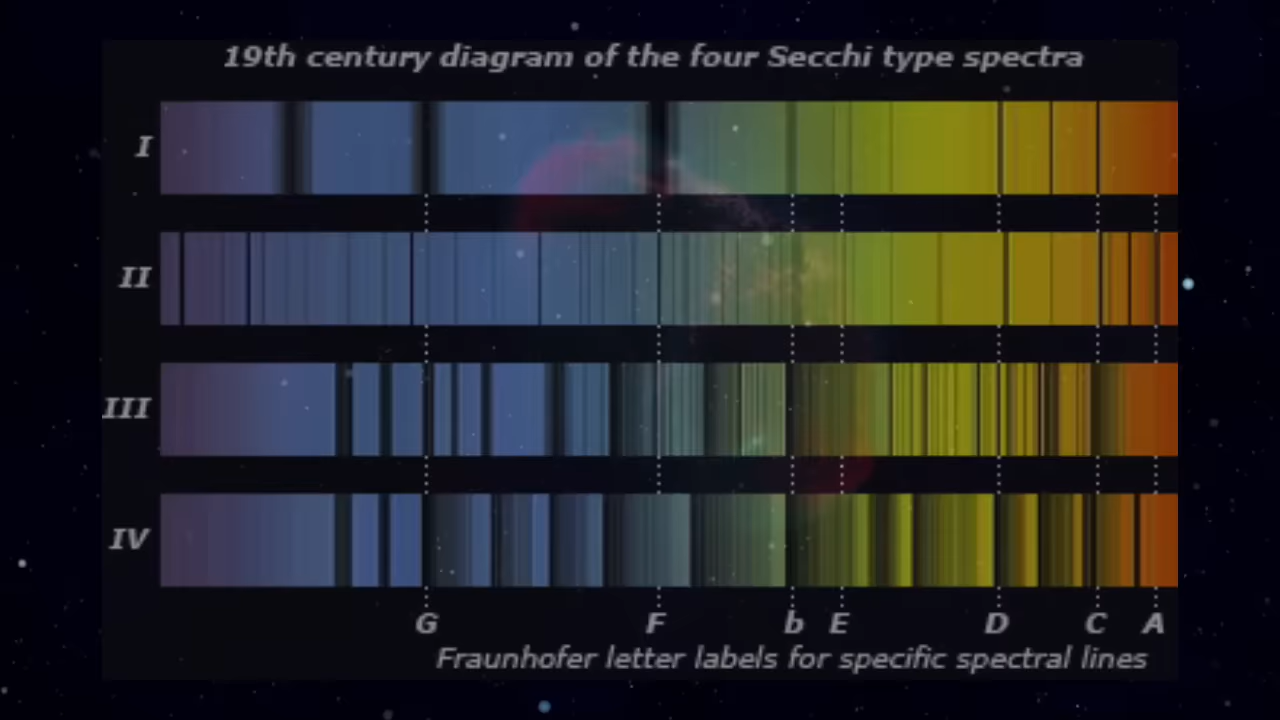 19th century diagram of the four Secchi type spectra
I
II
III
IV
G F b E D C A
Fraunhofer letter labels for specific spectral lines